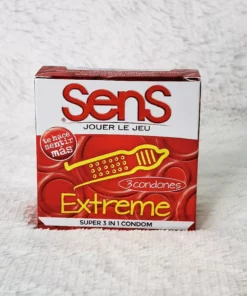 SENS
JOUER LE JEU
te hace
sentir
más
3 condones
Extreme
SUPER 3 IN 1 CONDOM